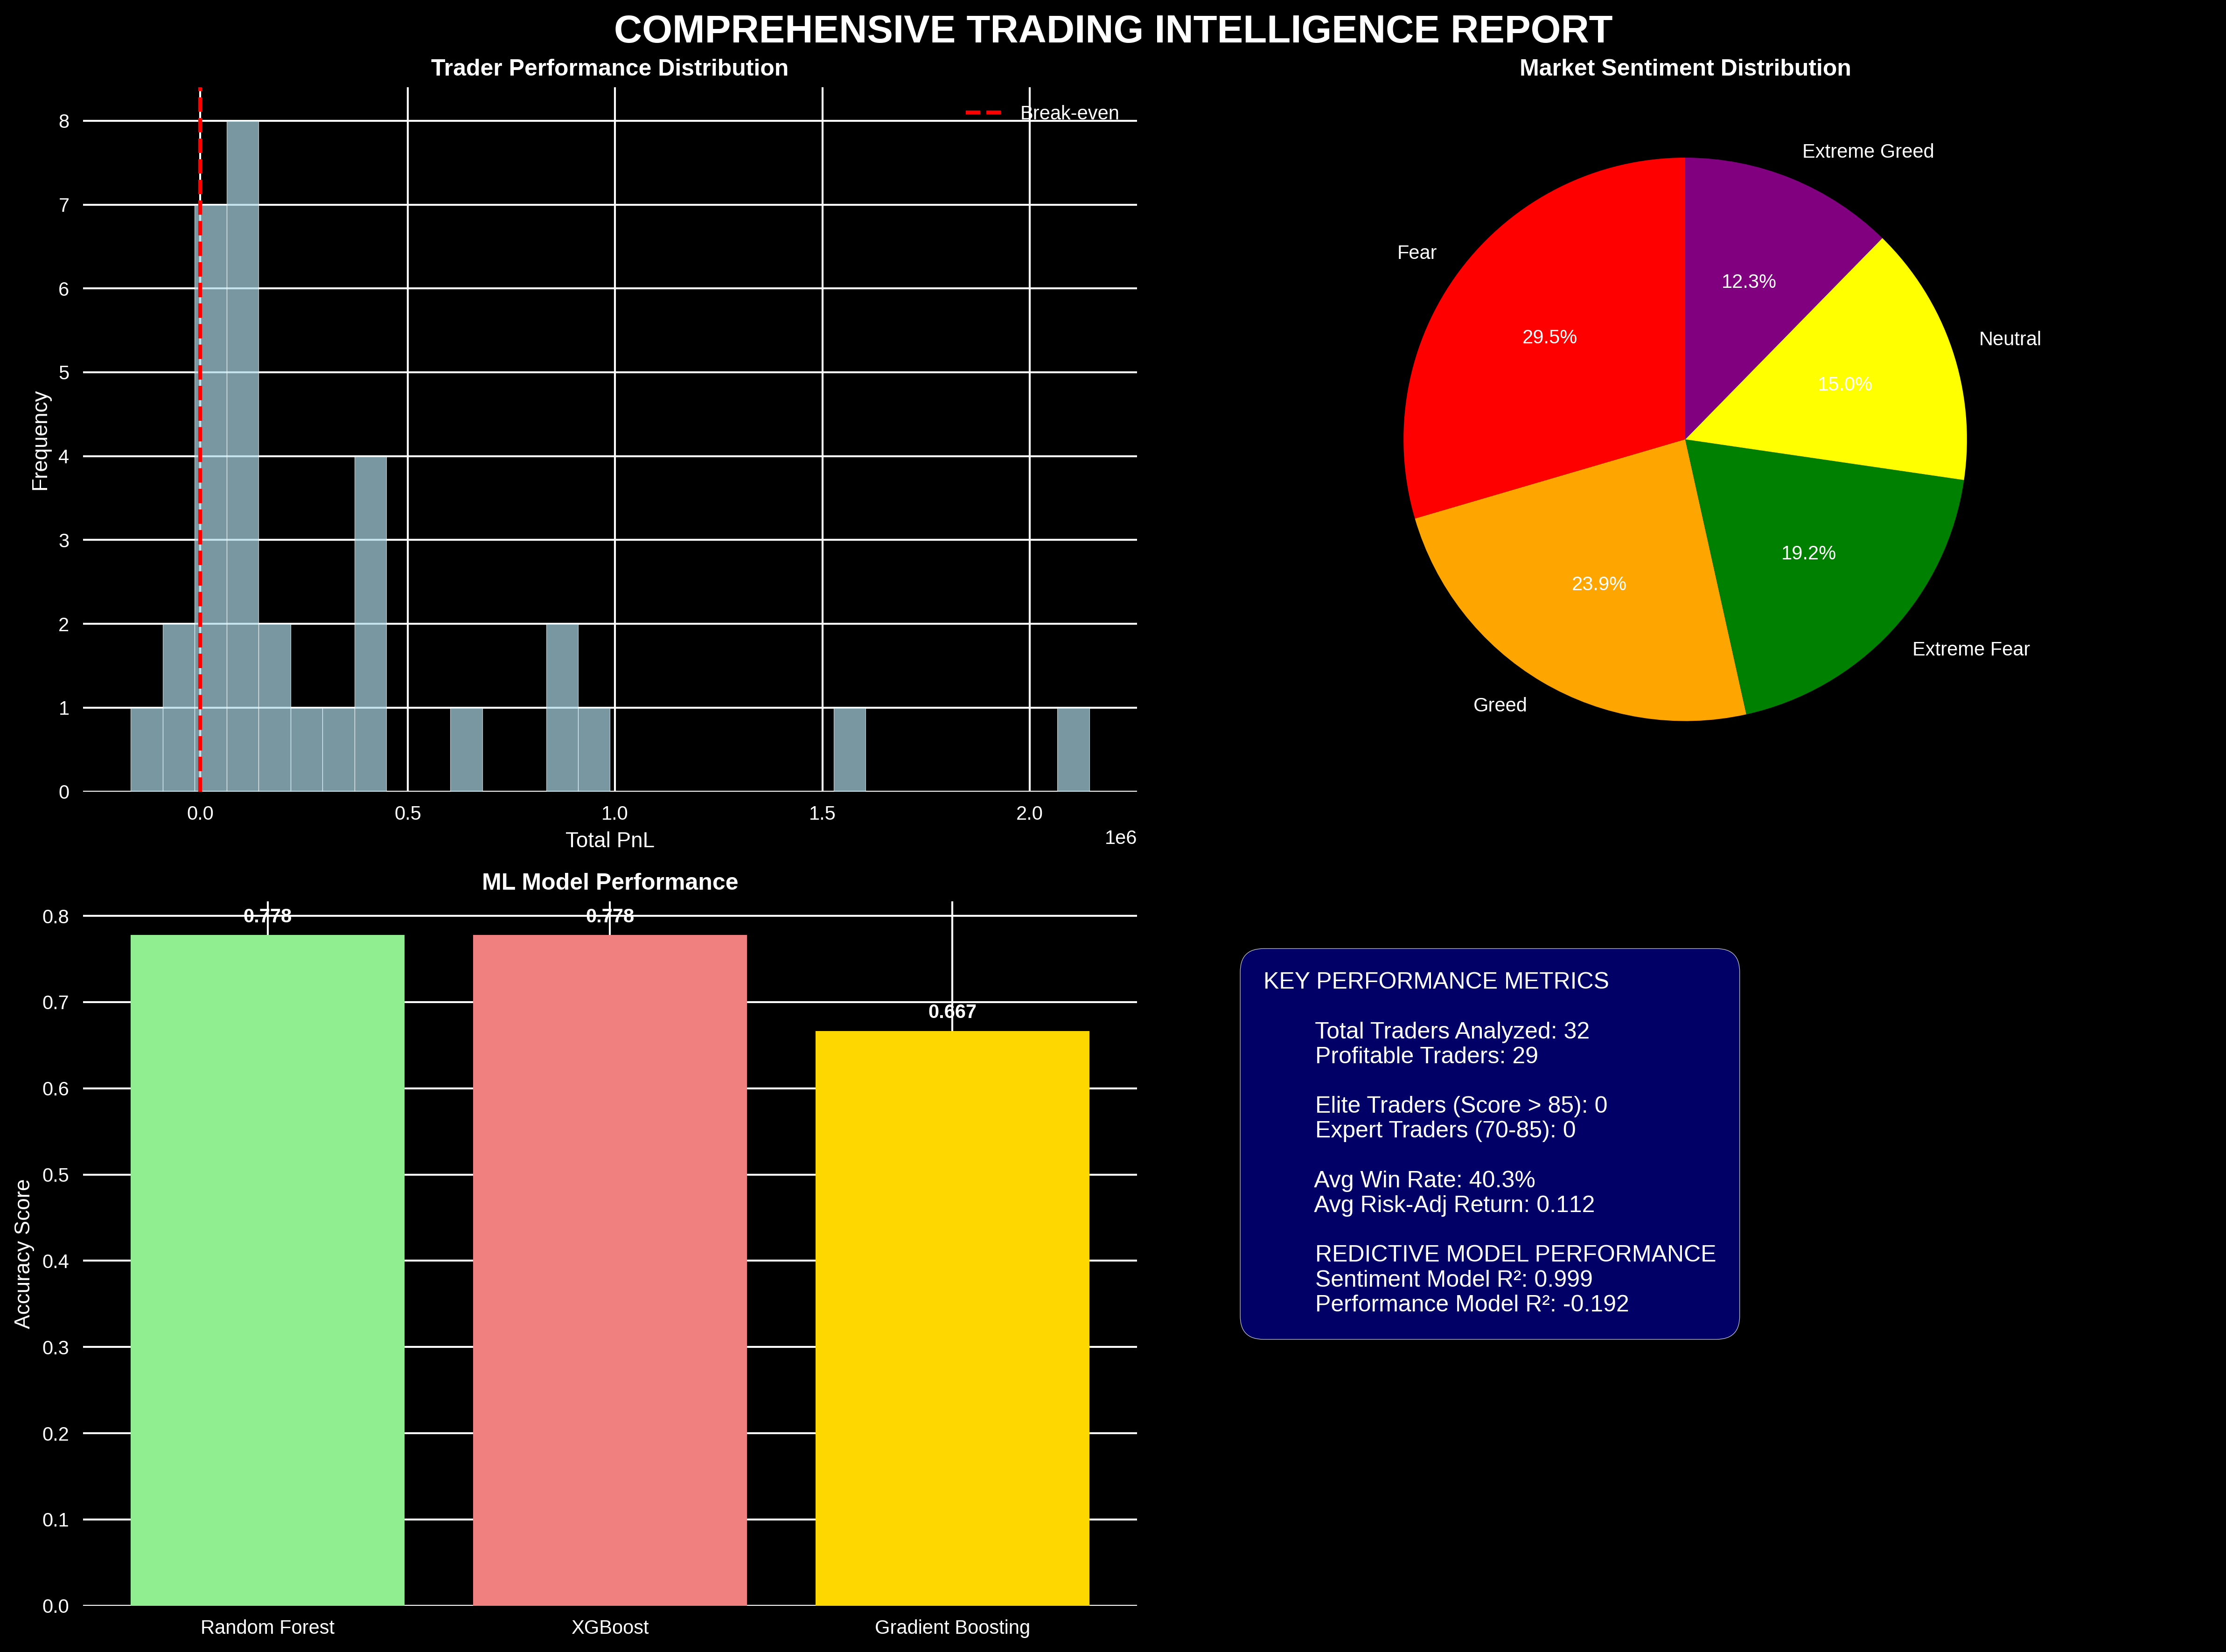 COMPREHENSIVE TRADING INTELLIGENCE REPORT
Trader Performance Distribution
Break-even
8
7
6
5
4
3
2
1
0
Frequency
0.0
0.5
1.0
1.5
2.0
1e6
Total PnL
Market Sentiment Distribution
Extreme Greed
12.3%
Neutral
15.0%
Fear
29.5%
Greed
23.9%
Extreme Fear
19.2%
ML Model Performance
0.8
0.7
0.6
0.5
0.4
0.3
0.2
0.1
0.0
Accuracy Score
0.778
0.778
0.667
Random Forest
XGBoost
Gradient Boosting
KEY PERFORMANCE METRICS
Total Traders Analyzed: 32
Profitable Traders: 29
Elite Traders (Score > 85): 0
Expert Traders (70-85): 0
Avg Win Rate: 40.3%
Avg Risk-Adj Return: 0.112
REDICTIVE MODEL PERFORMANCE
Sentiment Model R²: 0.999
Performance Model R²: -0.192